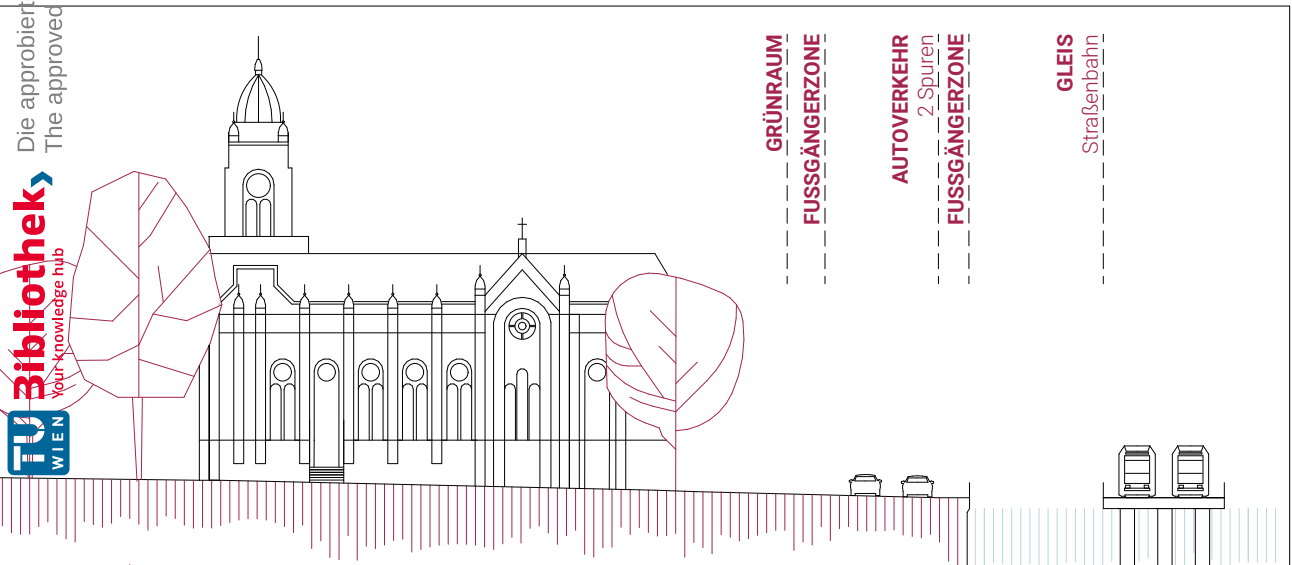 Die approbiert
The approved
Bibliothek
Your knowledge hub
TU
WIEN
GRÜNRAUM
FUSSGÄNGERZONE
AUTOVERKEHR
2 Spuren
FUSSGÄNGERZONE
GLEIS
Straßenbahn